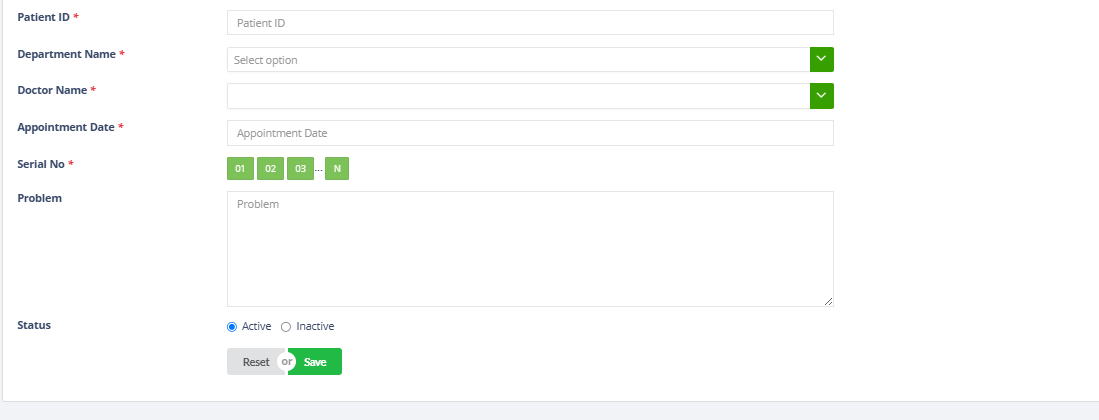 Patient ID *
Patient ID
Department Name *
Select option
Doctor Name *
Appointment Date *
Appointment Date
Serial No *
01 02 03 ... N
Problem
Problem
Status
Active Inactive
Reset or Save